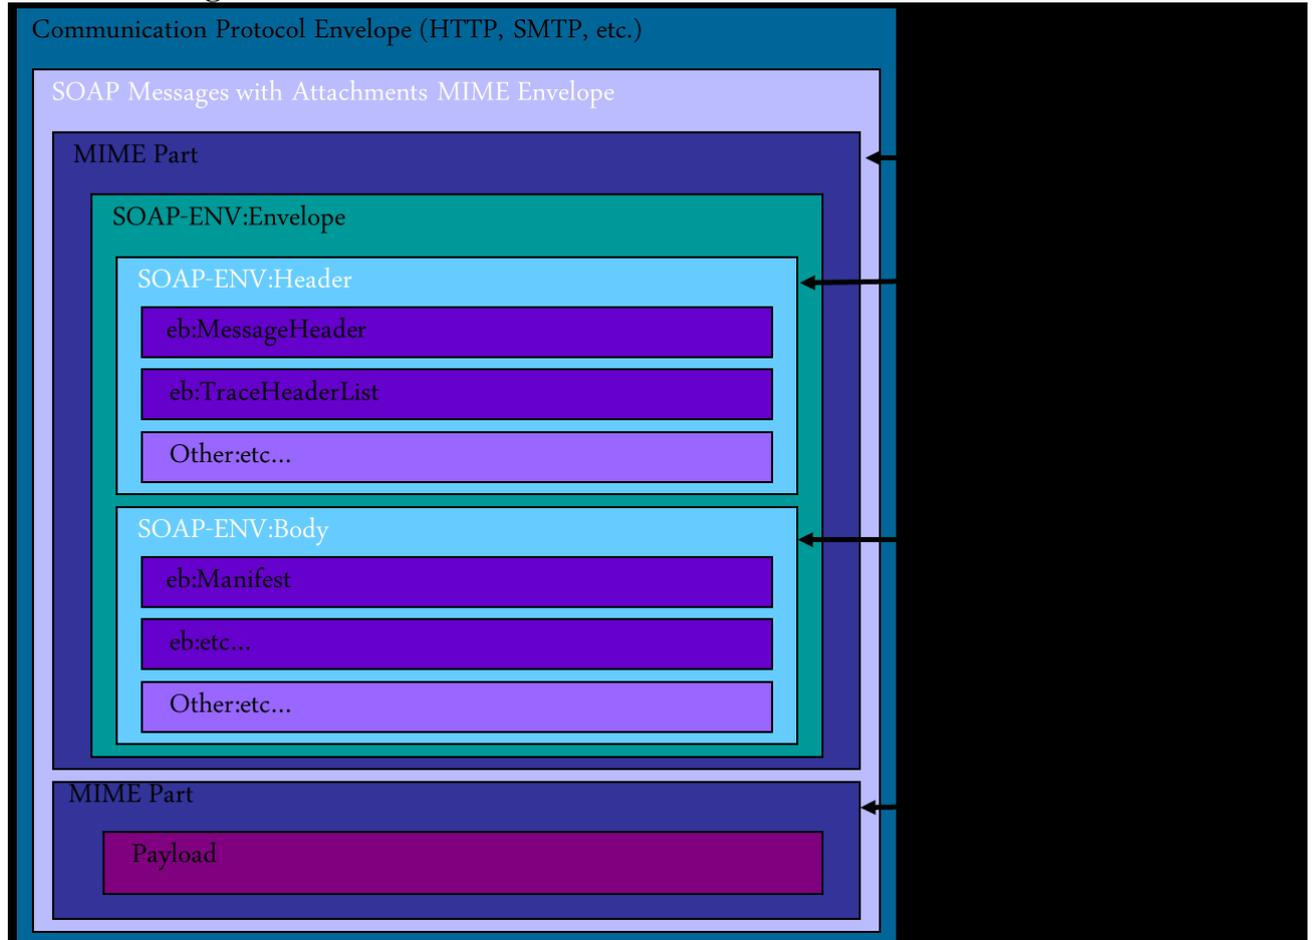 Communication Protocol Envelope (HTTP, SMTP, etc.)
SOAP Messages with Attachments MIME Envelope
MIME Part
SOAP-ENV:Envelope
SOAP-ENV:Header
eb:MessageHeader
eb:TraceHeaderList
Other:etc...
SOAP-ENV:Body
eb:Manifest
eb:etc...
Other:etc...
MIME Part
Payload